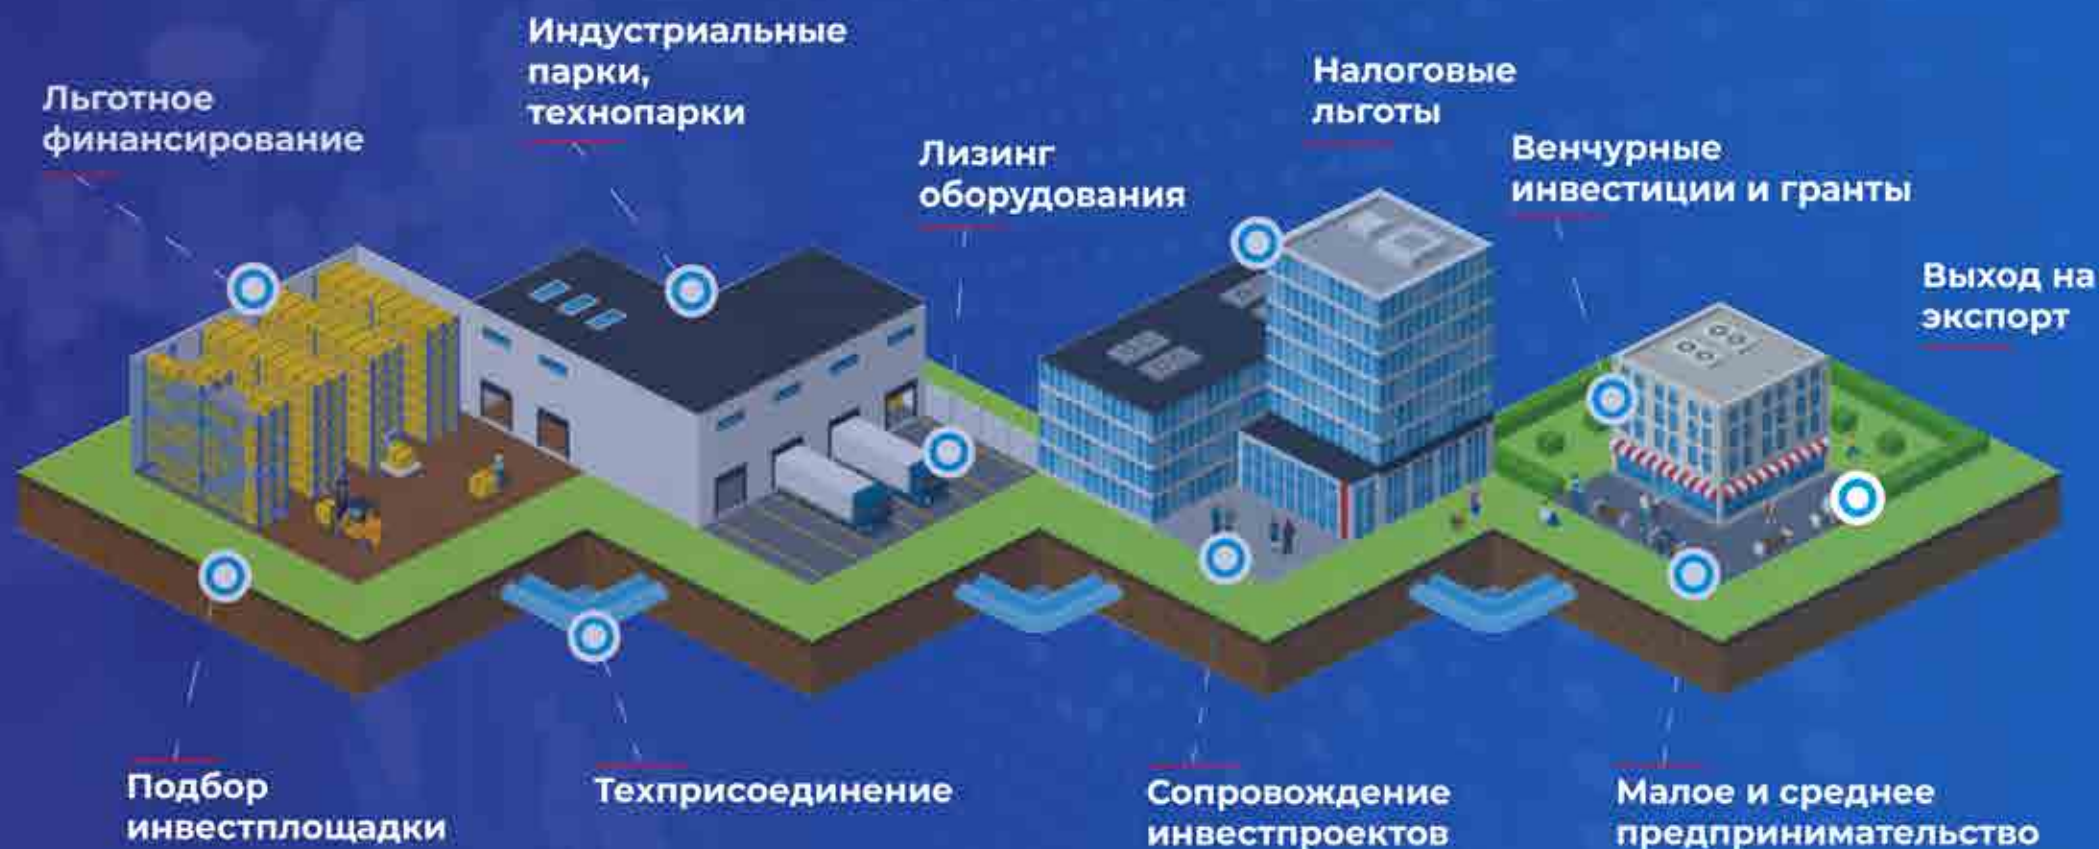 Льготное
финансирование
Индустриальные
парки,
технопарки
Лизинг
оборудования
Налоговые
льготы
Венчурные
инвестиции и гранты
Выход на
экспорт
Подбор
инвестплощадки
Техприсоединение
Сопровождение
инвестпроектов
Малое и среднее
предпринимательство